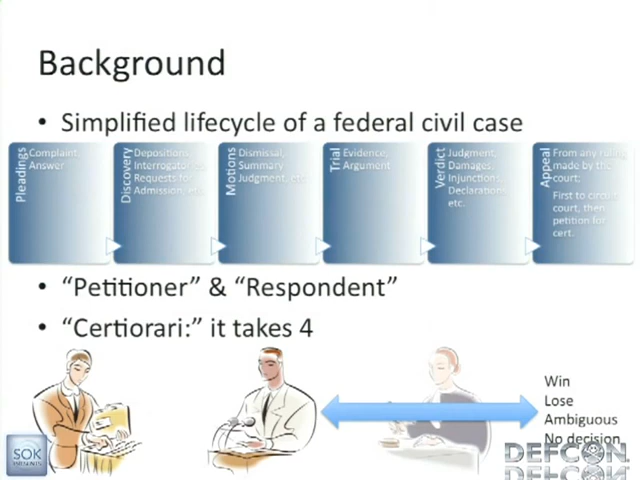 Background
• Simplified lifecycle of a federal civil case
Pleadings
Complaint,
Answer
Discovery
Depositions,
Interrogatories,
Requests for
Admission, etc.
Motions
Dismissal,
Summary
Judgment, etc.
Trial
Evidence,
Argument
Verdict
Judgment,
Damages,
Injunctions,
Declarations,
etc.
Appeal
From any ruling
made by the
court.
First to circuit
court, then
petition for
cert.
• “Petitioner” & “Respondent”
• “Certiorari:” it takes 4
Win
Lose
Ambiguous
No decision
SOK
DEFCON